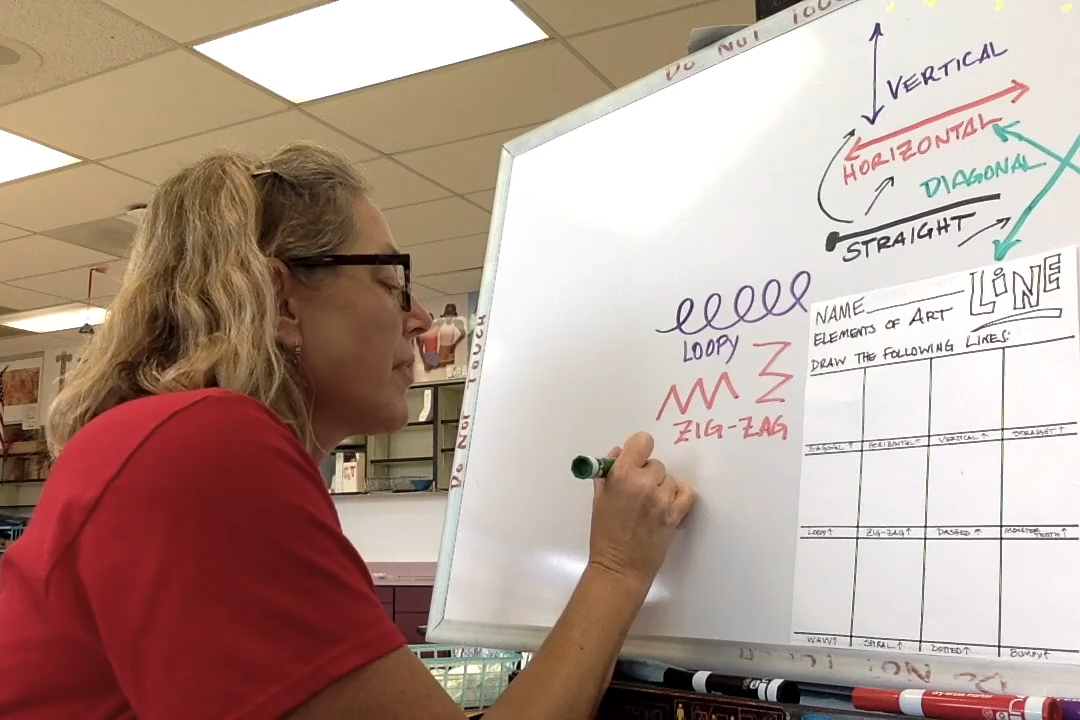 Do NOT TOUCH
VERTICAL
HORIZONTAL
DIAGONAL
STRAIGHT
LOOPY
ZIG-ZAG
Do Not TOUCH
NAME
LINE
ELEMENTS OF ART
DRAW THE FOLLOWING LINES:
DIAGONAL↑ HORIZONTAL↑ VERTICAL↑ STRAIGHT↑
LOOPY↑ ZIG-ZAG↑ DASHED↑ MONSTER TEETH↑
WAVY↑ SPIRAL↑ DOTTED↑ BUMPY↑